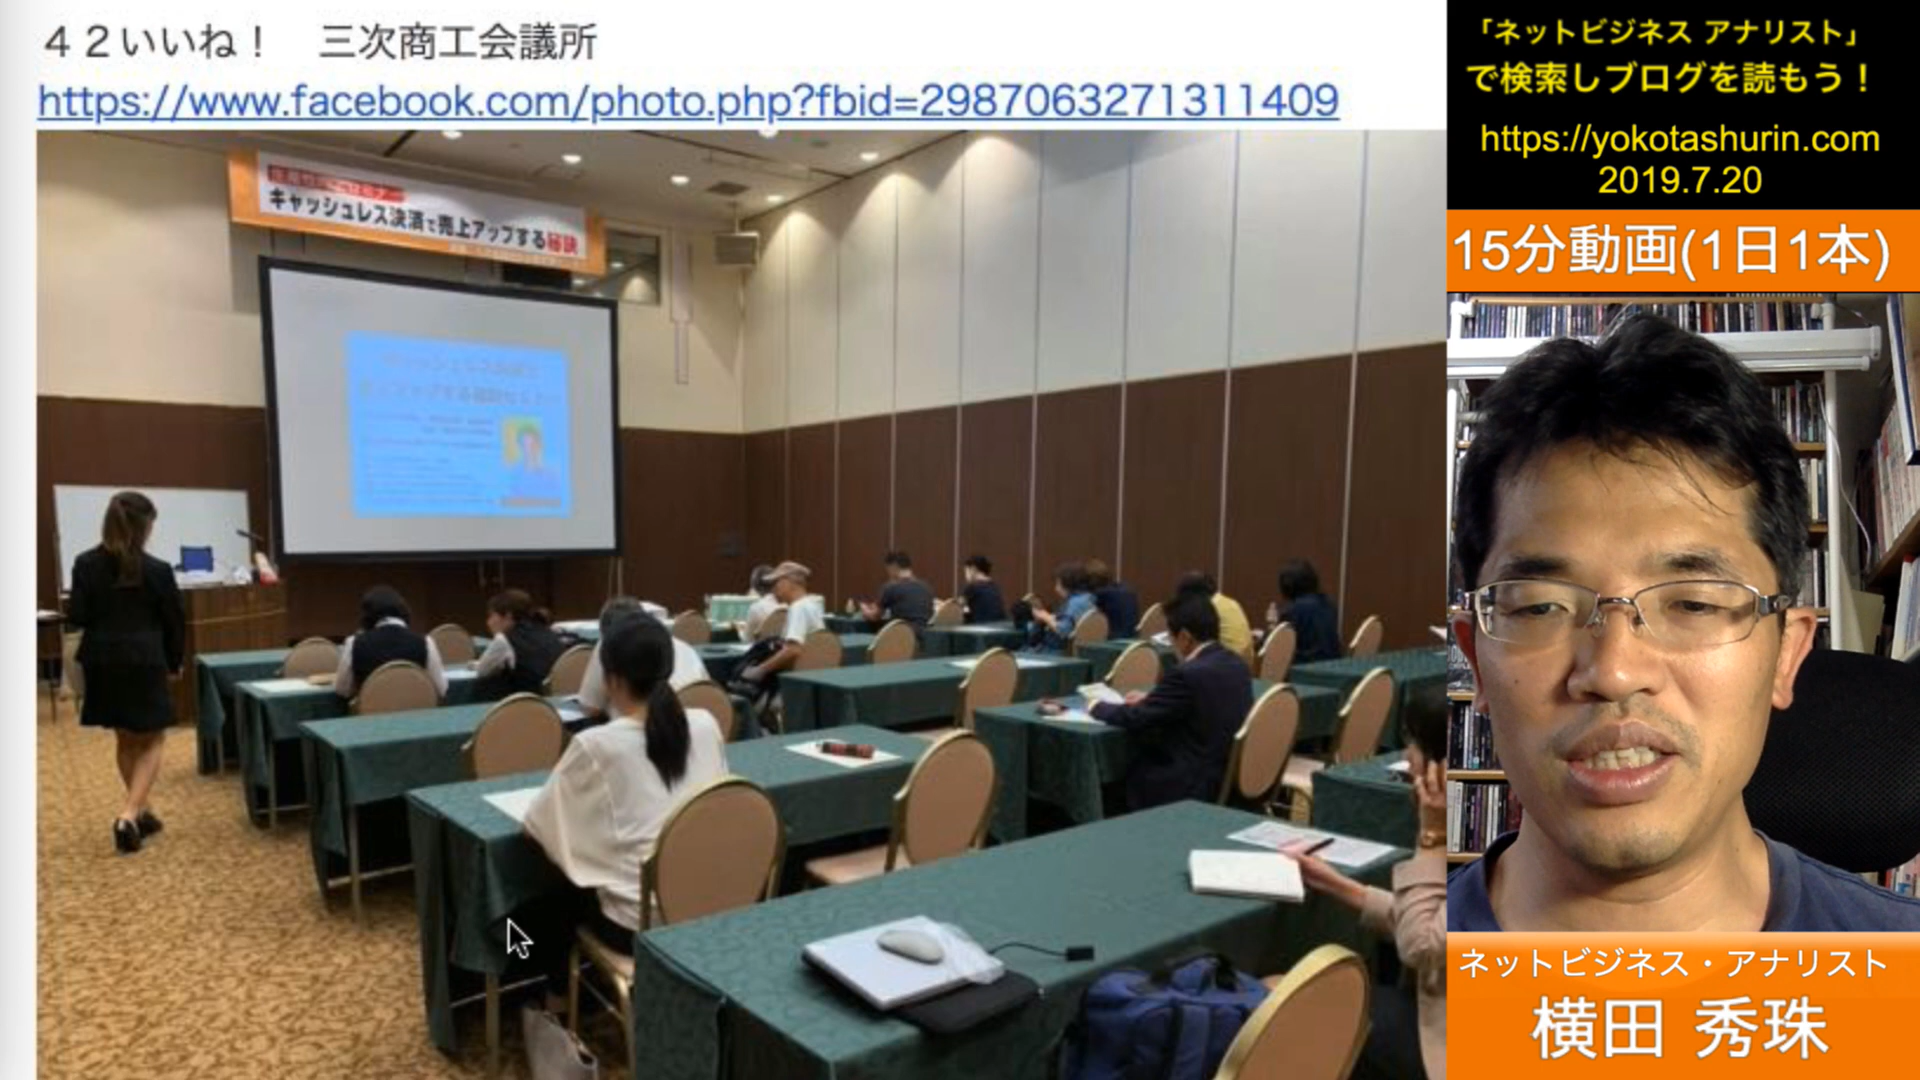 ４２いいね！　三次商工会議所
https://www.facebook.com/photo.php?fbid=2987063271311409
キャッシュレス決済で売上アップする秘訣
「ネットビジネス アナリスト」
で検索しブログを読もう！
https://yokotashurin.com
2019.7.20
15分動画(1日1本)
ネットビジネス・アナリスト
横田 秀珠